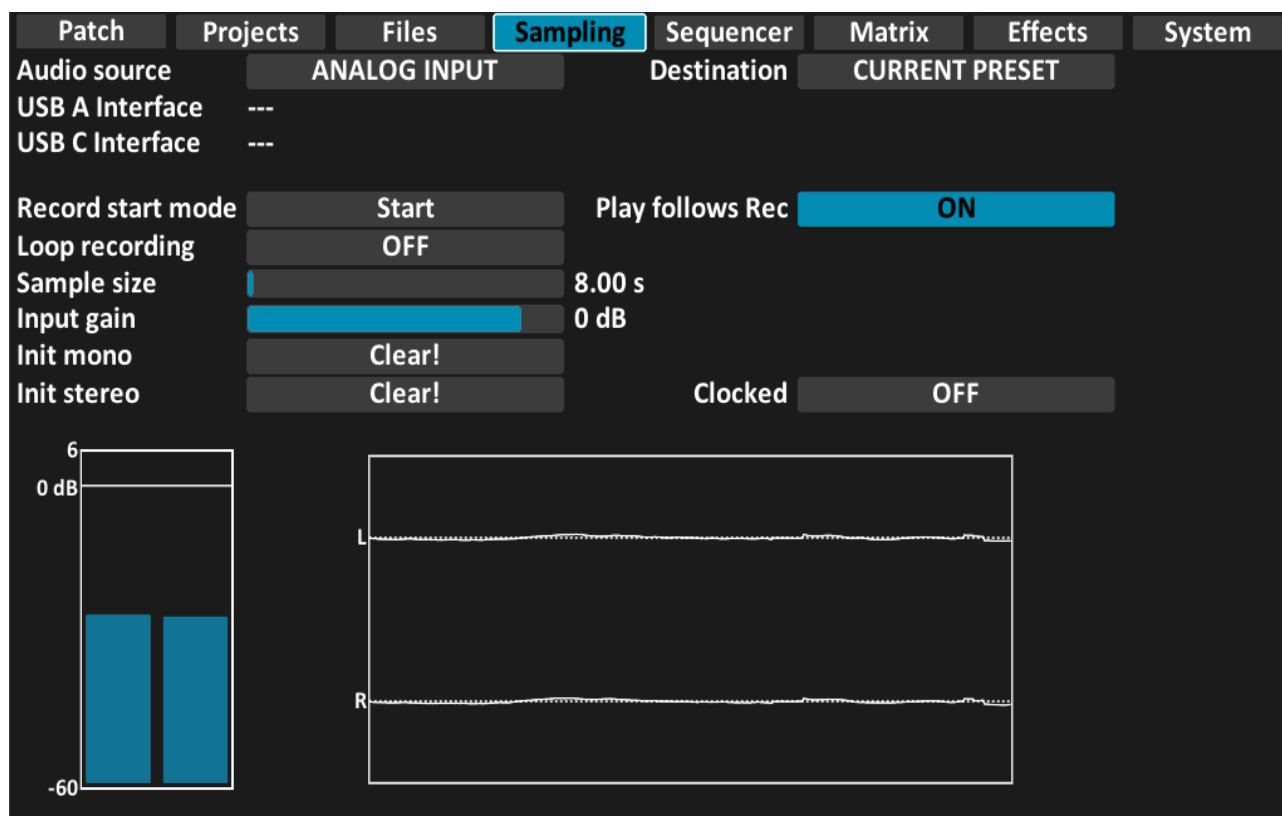 Patch Projects Files Sampling Sequencer Matrix Effects System
Audio source ANALOG INPUT Destination CURRENT PRESET
USB A Interface ---
USB C Interface ---
Record start mode Start Play follows Rec ON
Loop recording OFF
Sample size 8.00 s
Input gain 0 dB
Init mono Clear!
Init stereo Clear! Clocked OFF
6
0 dB
L
R
-60